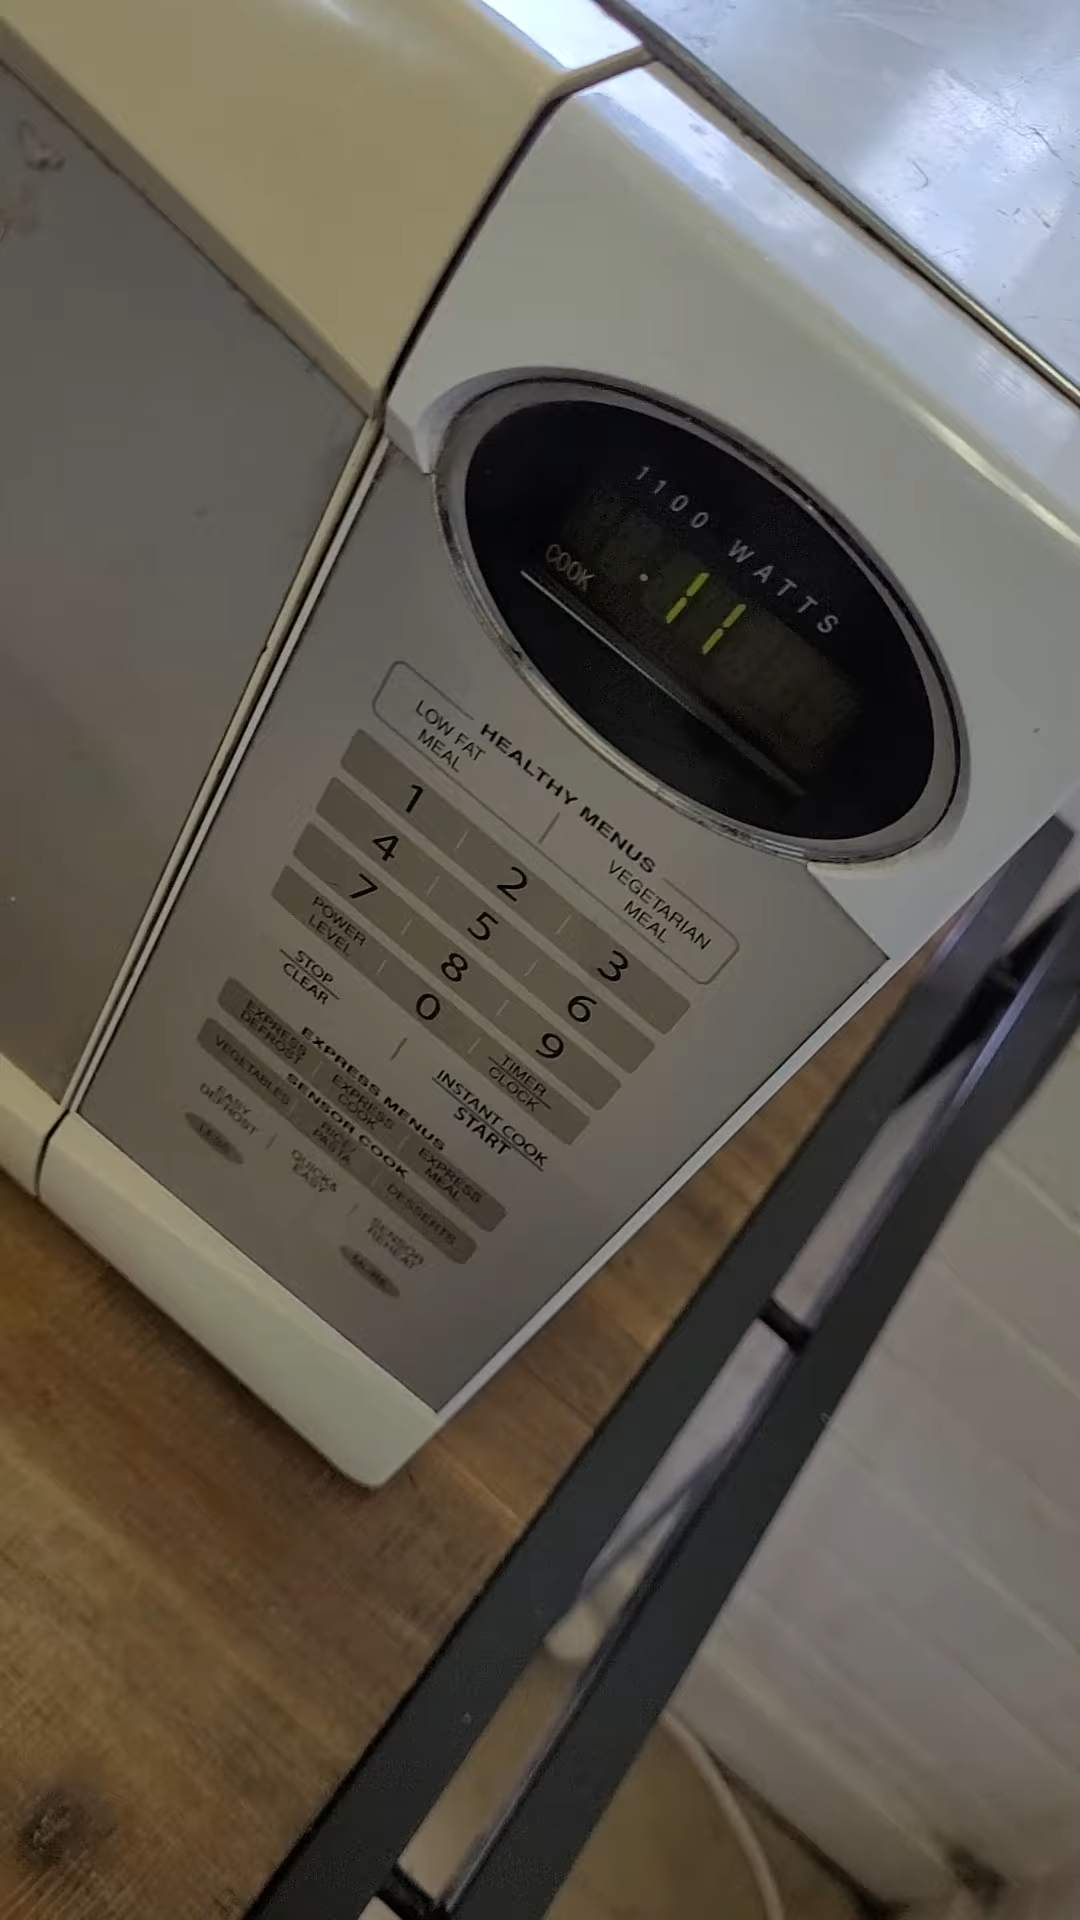 1100 WATTS
COOK
11
HEALTHY MENUS
LOW FAT
MEAL
VEGETARIAN
MEAL
1 2 3
4 5 6
7 8 9
POWER
LEVEL
0
TIMER
CLOCK
STOP
CLEAR
INSTANT COOK
START
EXPRESS MENUS
EXPRESS
DEFROST
EXPRESS
COOK
EXPRESS
MEAL
SENSOR COOK
VEGETABLES
RICE/
PASTA
DESSERTS
EASY
DEFROST
QUICK&
EASY
SENSOR
REHEAT
LESS
MORE